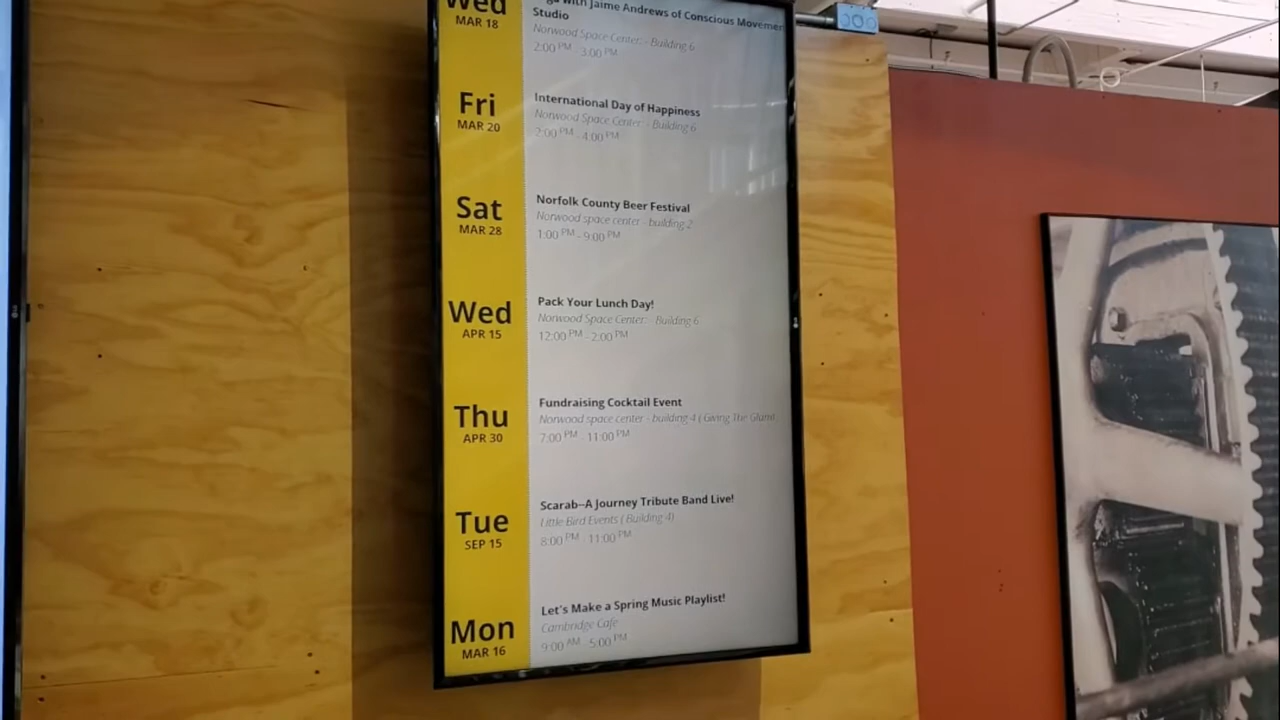 Wed
MAR 18
with Jaime Andrews of Conscious Movemen
Studio
Norwood Space Center: - Building 6
2:00 PM - 3:00 PM
Fri
MAR 20
International Day of Happiness
Norwood Space Center: - Building 6
2:00 PM - 4:00 PM
Sat
MAR 28
Norfolk County Beer Festival
Norwood space center - building 2
1:00 PM - 9:00 PM
Wed
APR 15
Pack Your Lunch Day!
Norwood Space Center: - Building 6
12:00 PM - 2:00 PM
Thu
APR 30
Fundraising Cocktail Event
Norwood space center - building 4 ( Giving The Glam
7:00 PM - 11:00 PM
Tue
SEP 15
Scarab--A Journey Tribute Band Live!
Little Bird Events ( Building 4)
8:00 PM - 11:00 PM
Mon
MAR 16
Let's Make a Spring Music Playlist!
Cambridge Cafe
9:00 AM - 5:00 PM